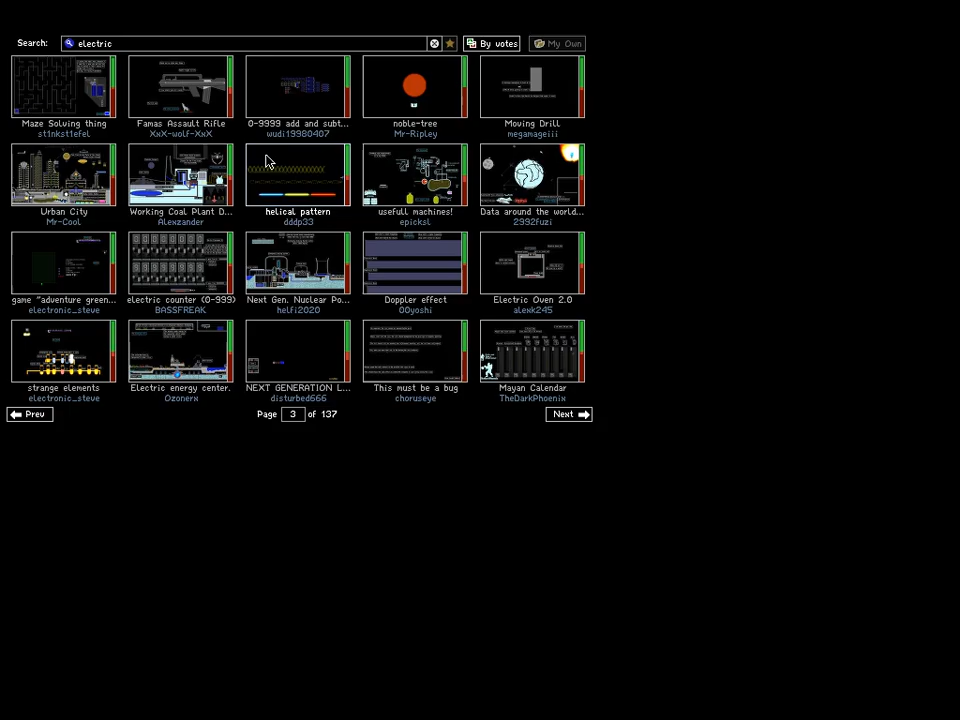 Search: electric By votes My Own
Maze Solving thing Famas Assault Rifle 0-9999 add and subt... noble-tree Moving Drill
st1nkst1efel XxX-wolf-XxX wudi19980407 Mr-Ripley megamageiii
Urban City Working Coal Plant D... helical pattern usefull machines! Data around the world...
Mr-Cool Alexzander dddp33 epicksl 2992fuzi
game "adventure green... electric counter (0-999) Next Gen. Nuclear Po... Doppler effect Electric Oven 2.0
electronic_steve BASSFREAK helfi2020 00yoshi alexk245
strange elements Electric energy center. NEXT GENERATION L... This must be a bug Mayan Calendar
electronic_steve Ozonerx disturbed666 choruseye TheDarkPhoenix
Prev Page 3 of 137 Next